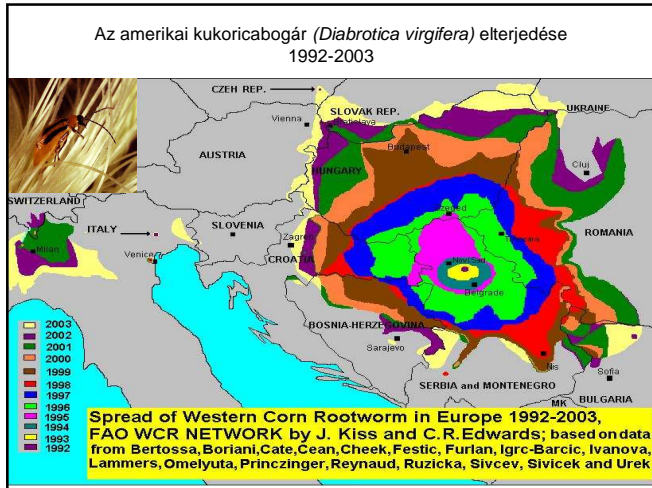 Az amerikai kukoricabogár (Diabrotica virgifera) elterjedése
1992-2003
CZEH REP.
SLOVAK REP.
UKRAINE
Vienna
Bratislava
AUSTRIA
Budapest
HUNGARY
Cluj
SWITZERLAND
SLOVENIA
Szeged
ITALY
ROMANIA
Milan
Zagreb
Venice
CROATIA
Novi Sad
Belgrade
BOSNIA-HERZEGOVINA
Sarajevo
Nis
Sofia
SERBIA and MONTENEGRO
BULGARIA
MK
2003
2002
2001
2000
1999
1998
1997
1996
1995
1994
1993
1992
Spread of Western Corn Rootworm in Europe 1992-2003,
FAO WCR NETWORK by J. Kiss and C.R.Edwards; based on data
from Bertossa,Boriani,Cate,Cean,Cheek,Festic, Furlan, Igrc-Barcic, Ivanova,
Lammers,Omelyuta, Princzinger,Reynaud, Ruzicka, Sivcev, Sivicek and Urek